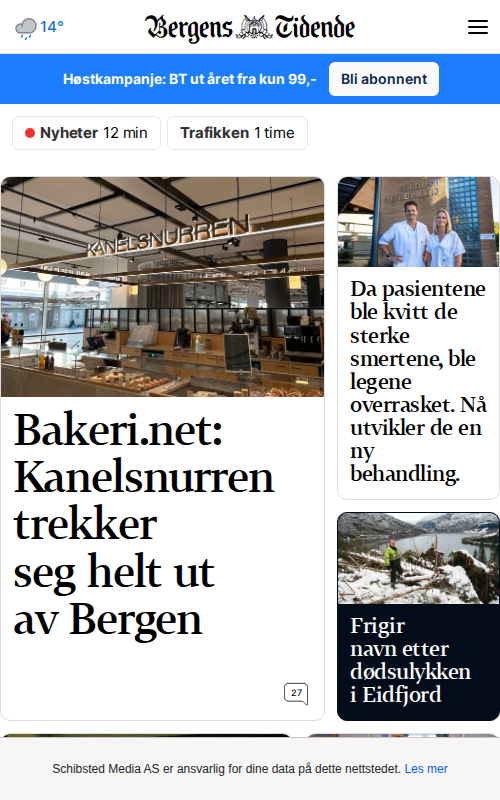 14°
Bergens Tidende
Høstkampanje: BT ut året fra kun 99,-
Bli abonnent
Nyheter 12 min
Trafikken 1 time
KANELSNURREN
Bakeri.net:
Kanelsnurren
trekker
seg helt ut
av Bergen
27
Da pasientene
ble kvitt de
sterke
smertene, ble
legene
overrasket. Nå
utvikler de en
ny
behandling.
Frigir
navn etter
dødsulykken
i Eidfjord
Schibsted Media AS er ansvarlig for dine data på dette nettstedet. Les mer